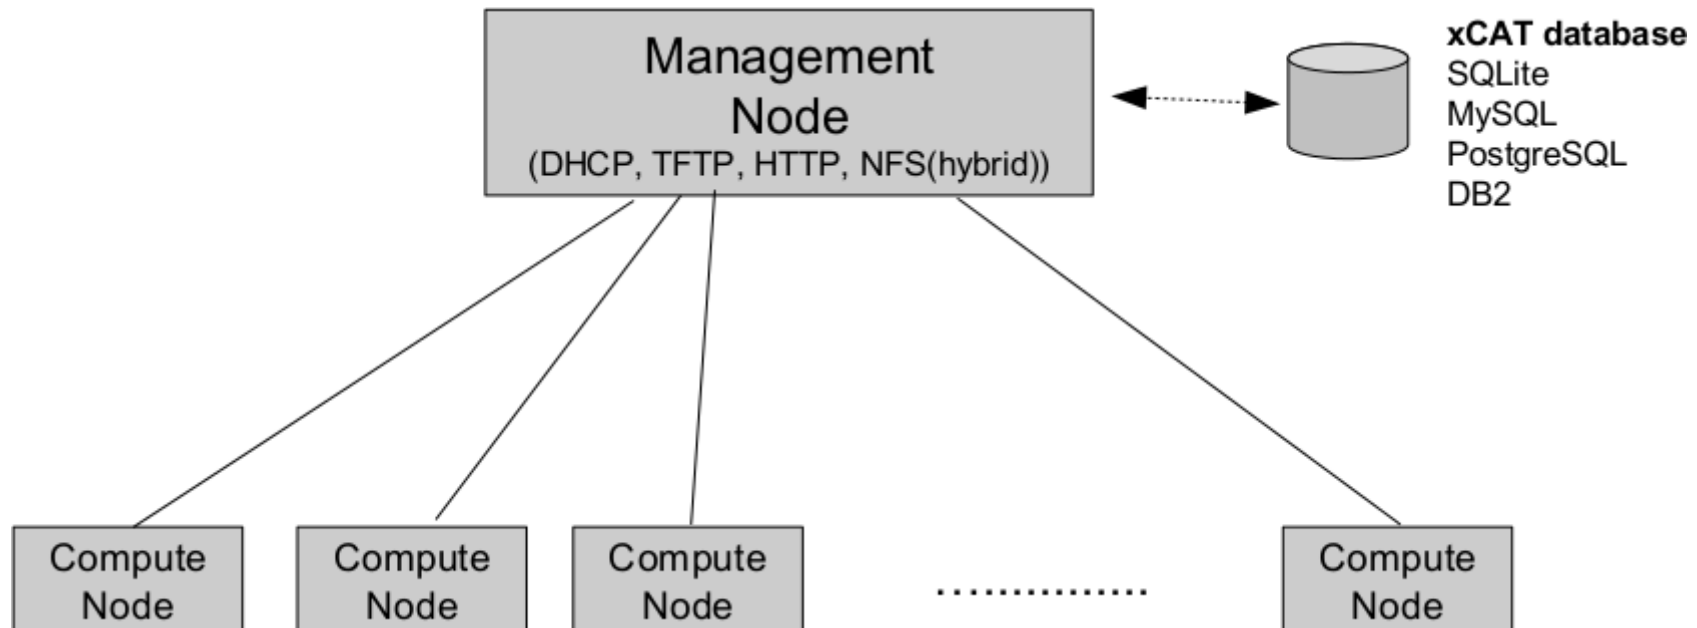 Management
Node
(DHCP, TFTP, HTTP, NFS(hybrid))
xCAT database
SQLite
MySQL
PostgreSQL
DB2
Compute
Node
Compute
Node
Compute
Node
...............
Compute
Node